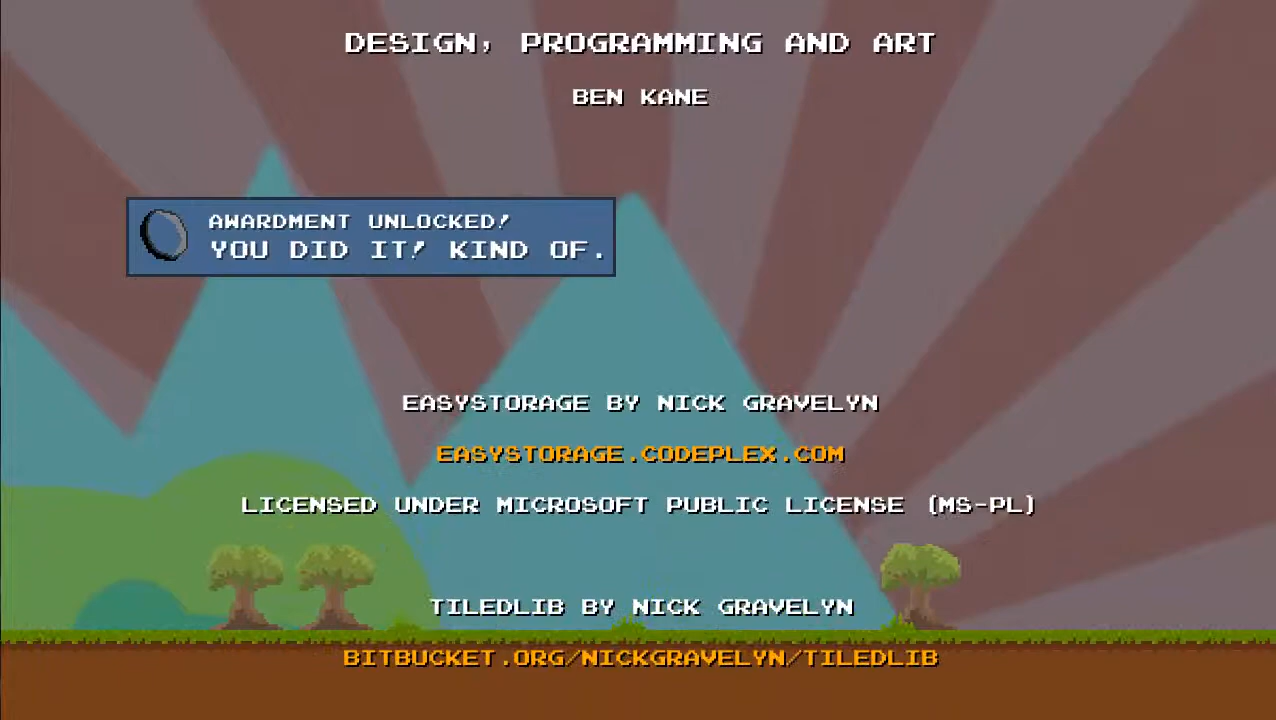 DESIGN, PROGRAMMING AND ART
BEN KANE
AWARDMENT UNLOCKED!
YOU DID IT! KIND OF.
EASYSTORAGE BY NICK GRAVELYN
EASYSTORAGE.CODEPLEX.COM
LICENSED UNDER MICROSOFT PUBLIC LICENSE (MS-PL)
TILEDLIB BY NICK GRAVELYN
BITBUCKET.ORG/NICKGRAVELYN/TILEDLIB